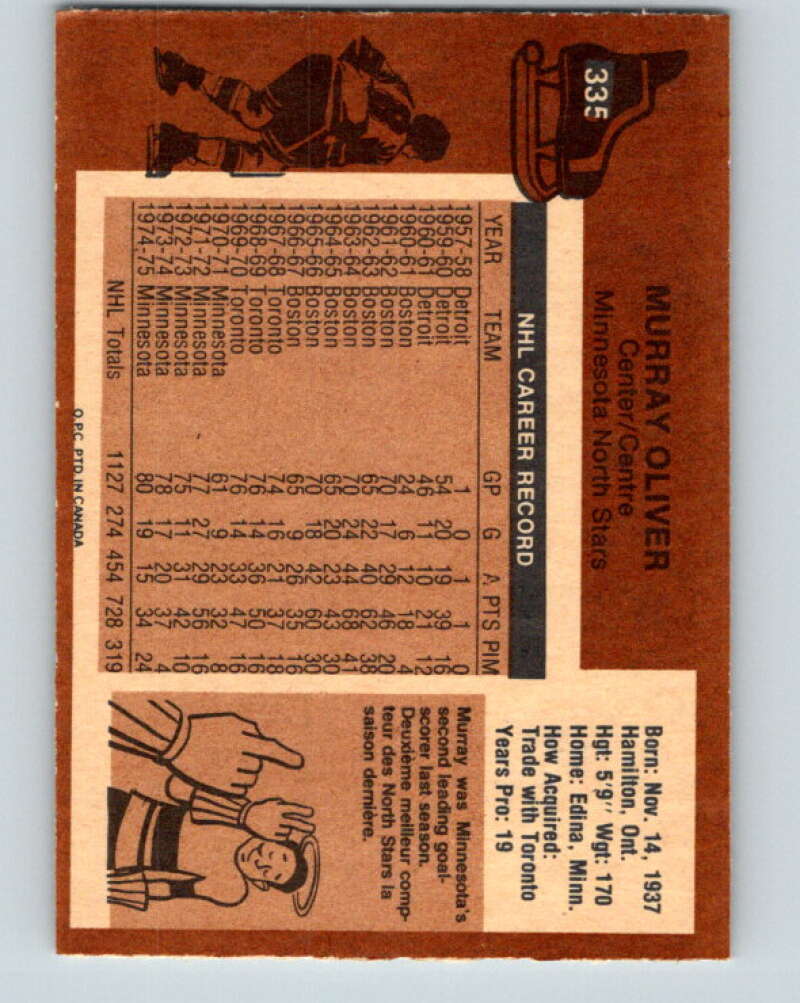 335
MURRAY OLIVER
Center/Centre
Minnesota North Stars
Born: Nov. 14, 1937
Hamilton, Ont.
Hgt: 5'9" Wgt: 170
Home: Edina, Minn.
How Acquired:
Trade with Toronto
Years Pro: 19
NHL CAREER RECORD
YEAR TEAM GP G A PTS PIM
1957-58 Detroit 1 0 1 1 0
1959-60 Detroit 54 20 19 39 16
1960-61 Detroit 46 11 10 21 12
1960-61 Boston 24 6 12 18 4
1961-62 Boston 70 17 29 46 20
1962-63 Boston 65 22 40 62 38
1963-64 Boston 70 24 44 68 41
1964-65 Boston 65 20 23 43 30
1965-66 Boston 70 18 42 60 30
1966-67 Boston 65 9 26 35 16
1967-68 Toronto 74 16 21 37 18
1968-69 Toronto 76 14 36 50 16
1969-70 Toronto 76 14 33 47 16
1970-71 Minnesota 61 9 23 32 8
1971-72 Minnesota 77 27 29 56 16
1972-73 Minnesota 75 11 31 42 10
1973-74 Minnesota 78 17 20 37 4
1974-75 Minnesota 80 19 15 34 24
NHL Totals 1127 274 454 728 319
Murray was Minnesota's
second leading goal-
scorer last season.
Deuxième meilleur comp-
teur des North Stars la
saison dernière.
O.P.C. PTD. IN CANADA